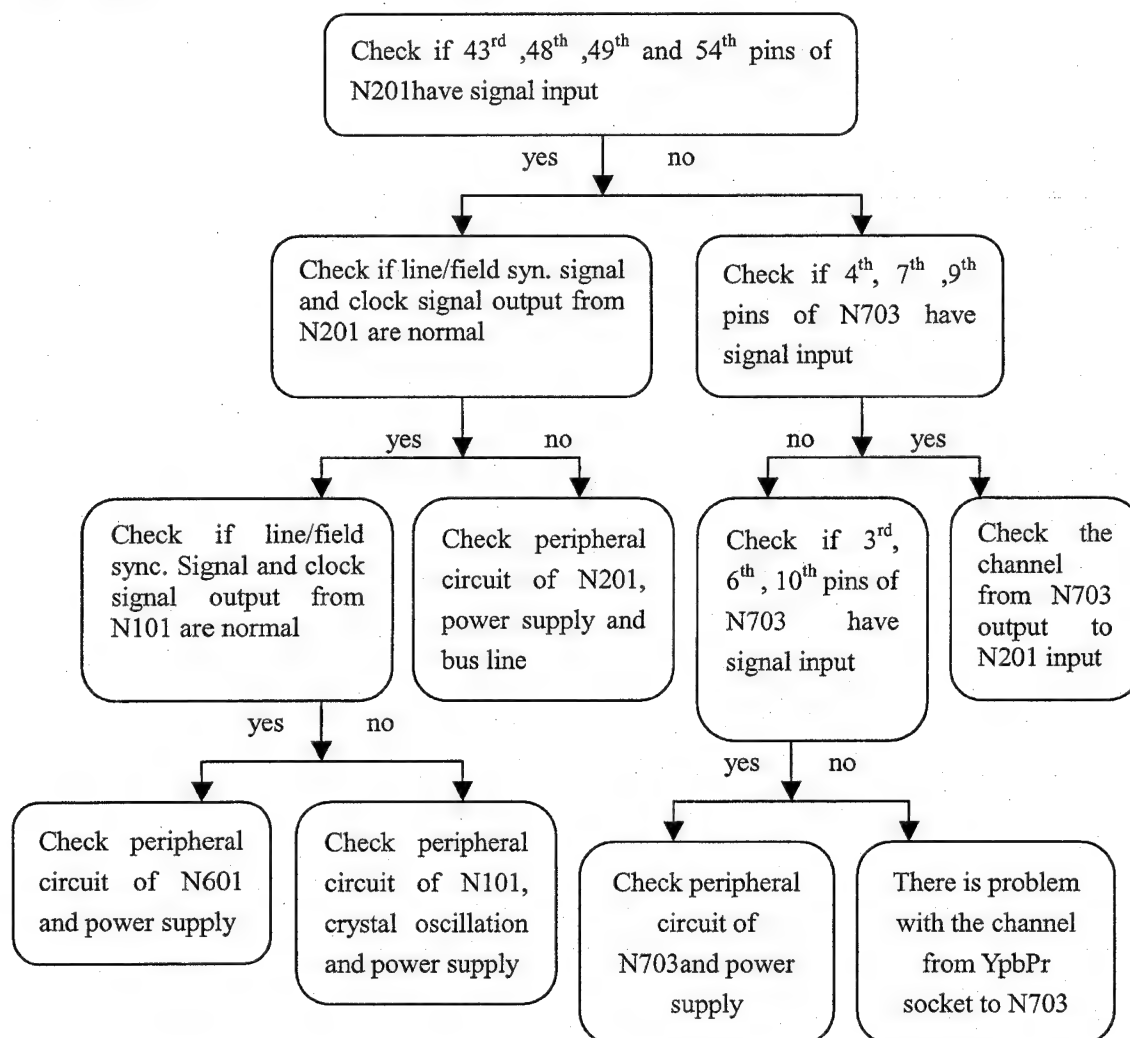 Check if 43rd ,48th ,49th and 54th pins of
N201have signal input
yes no
Check if line/field syn. signal
and clock signal output from
N201 are normal
Check if 4th, 7th ,9th
pins of N703 have
signal input
yes no
no yes
Check if line/field
sync. Signal and clock
signal output from
N101 are normal
Check peripheral
circuit of N201,
power supply and
bus line
Check if 3rd,
6th , 10th pins of
N703 have
signal input
Check the
channel
from N703
output to
N201 input
yes no
yes no
Check peripheral
circuit of N601
and power supply
Check peripheral
circuit of N101,
crystal oscillation
and power supply
Check peripheral
circuit of
N703and power
supply
There is problem
with the channel
from YpbPr
socket to N703